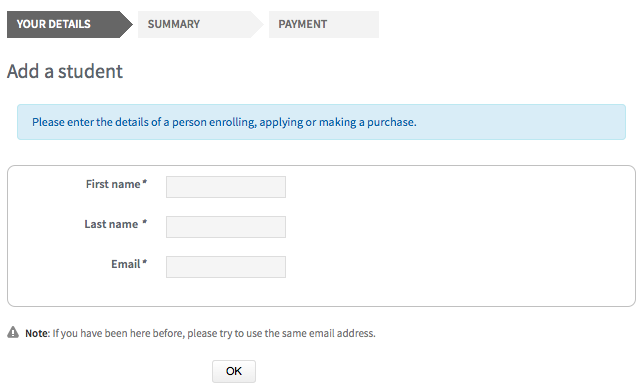 YOUR DETAILS SUMMARY PAYMENT
Add a student
Please enter the details of a person enrolling, applying or making a purchase.
First name *
Last name *
Email *
Note: If you have been here before, please try to use the same email address.
OK